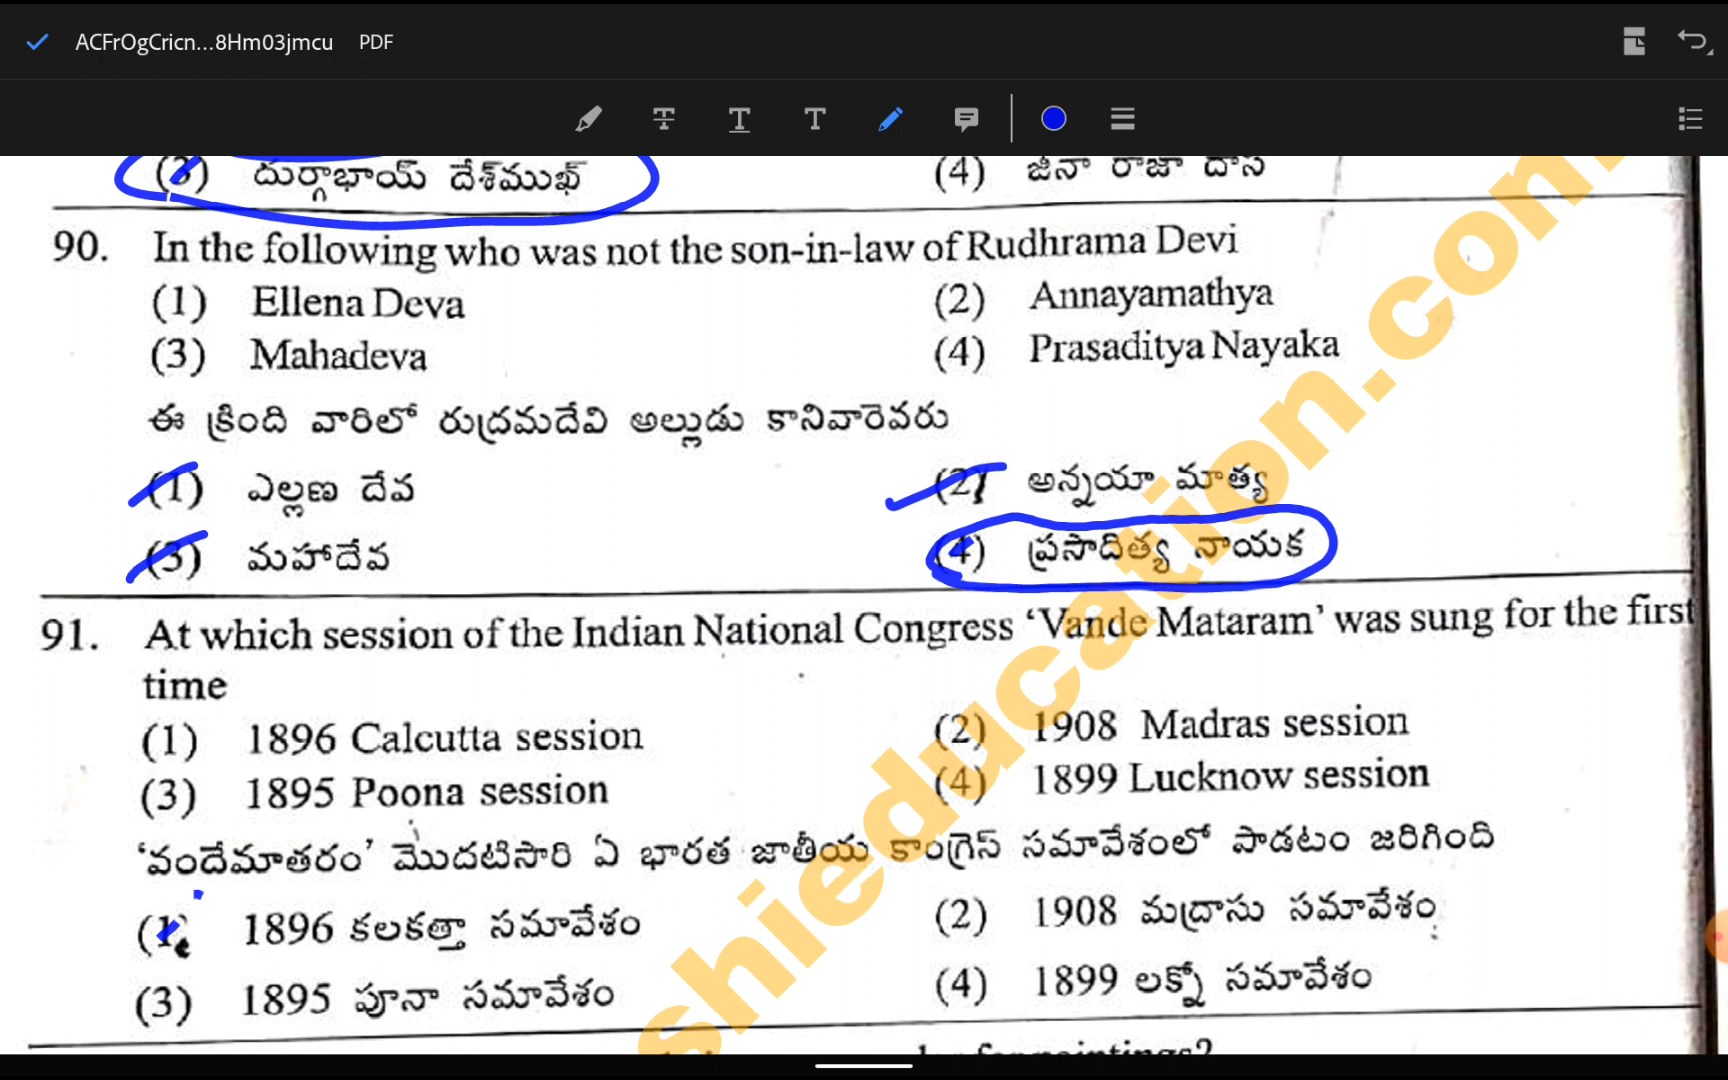 ACFrOgCricn...8Hm03jmcu PDF
(3) దుర్గాభాయ్ దేశ్‌ముఖ్ (4) జీనా రాజా దాస
90. In the following who was not the son-in-law of Rudhrama Devi
(1) Ellena Deva (2) Annayamathya
(3) Mahadeva (4) Prasaditya Nayaka
ఈ క్రింది వారిలో రుద్రమదేవి అల్లుడు కానివారెవరు
(1) ఎల్లణ దేవ (2) అన్నయా మాత్య
(3) మహాదేవ (4) ప్రసాదిత్య నాయక
91. At which session of the Indian National Congress ‘Vande Mataram’ was sung for the first
time
(1) 1896 Calcutta session (2) 1908 Madras session
(3) 1895 Poona session (4) 1899 Lucknow session
‘వందేమాతరం’ మొదటిసారి ఏ భారత జాతీయ కాంగ్రెస్ సమావేశంలో పాడటం జరిగింది
(1) 1896 కలకత్తా సమావేశం (2) 1908 మద్రాసు సమావేశం
(3) 1895 పూనా సమావేశం (4) 1899 లక్నో సమావేశం
shieducation.com